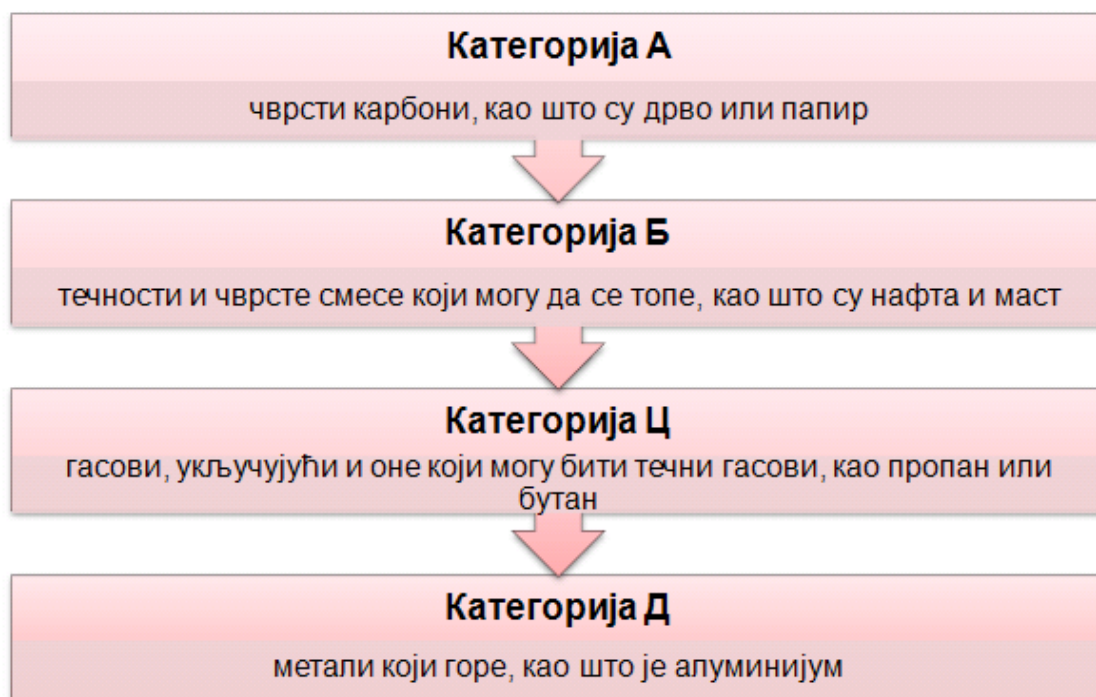 Категорија А
чврсти карбони, као што су дрво или папир
Категорија Б
течности и чврсте смесе који могу да се топе, као што су нафта и маст
Категорија Ц
гасови, укључујући и оне који могу бити течни гасови, као пропан или
бутан
Категорија Д
метали који горе, као што је алуминијум